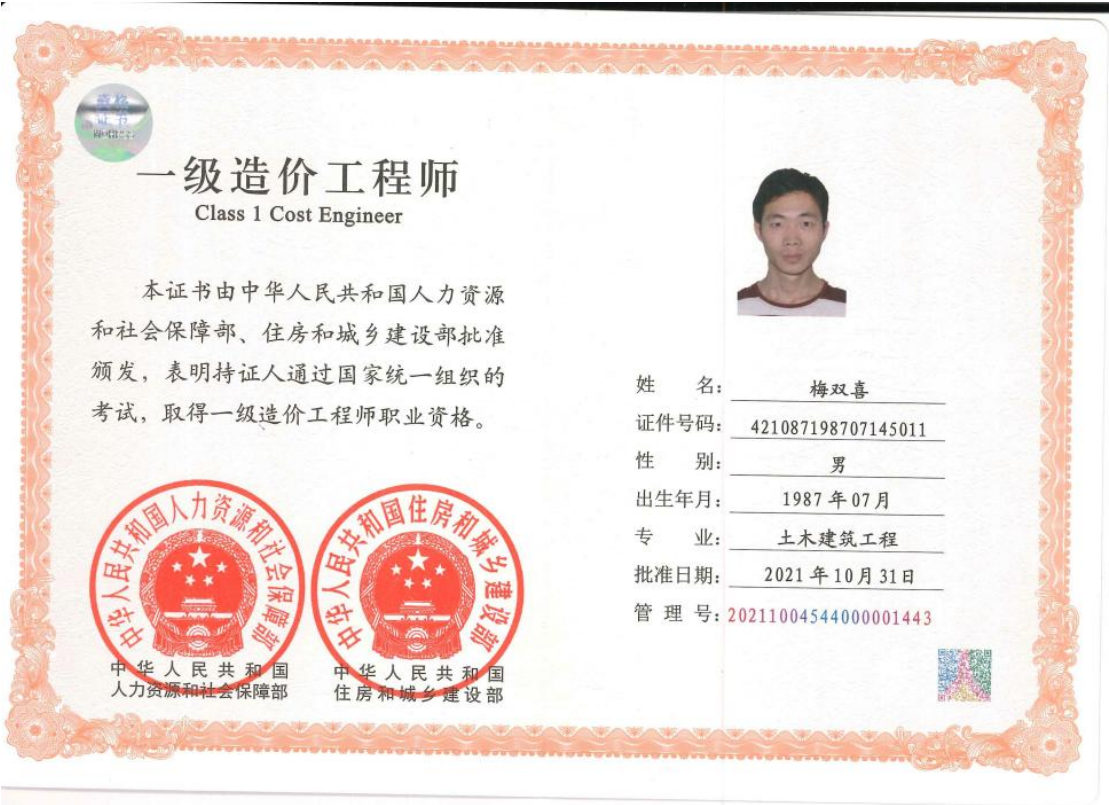 资格
证书
一级造价工程师
Class 1 Cost Engineer
本证书由中华人民共和国人力资源
和社会保障部、住房和城乡建设部批准
颁发，表明持证人通过国家统一组织的
考试，取得一级造价工程师职业资格。
中华人民共和国人力资源和社会保障部
中华人民共和国住房和城乡建设部
中华人民共和国
人力资源和社会保障部
中华人民共和国
住房和城乡建设部
姓 名：梅双喜
证件号码：421087198707145011
性 别：男
出生年月：1987年07月
专 业：土木建筑工程
批准日期：2021年10月31日
管 理 号：20211004544000001443